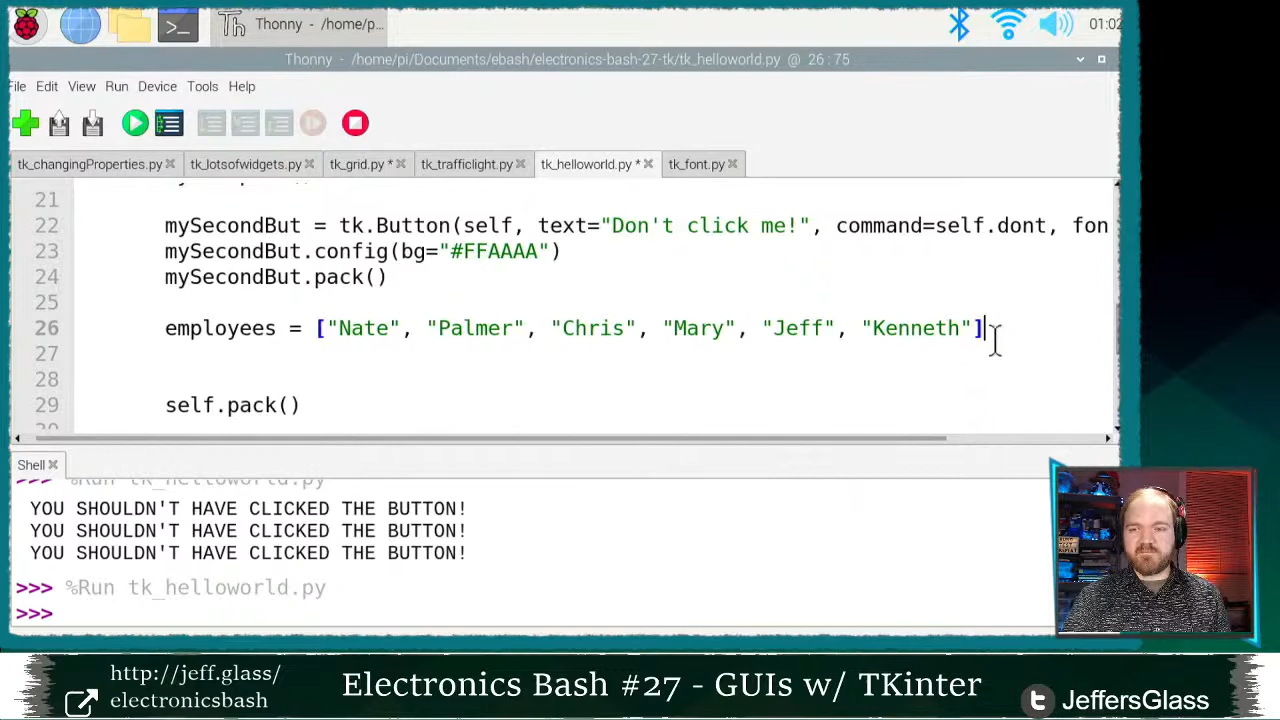 Thonny - /home/p...
01:02
Thonny - /home/pi/Documents/ebash/electronics-bash-27-tk/tk_helloworld.py @ 26 : 75
File Edit View Run Device Tools Help
tk_changingProperties.py tk_lotsofwidgets.py tk_grid.py * tk_trafficlight.py tk_helloworld.py * tk_font.py
21
22 mySecondBut = tk.Button(self, text="Don't click me!", command=self.dont, fon
23 mySecondBut.config(bg="#FFAAAA")
24 mySecondBut.pack()
25
26 employees = ["Nate", "Palmer", "Chris", "Mary", "Jeff", "Kenneth"]
27
28
29 self.pack()
Shell
>>> %Run tk_helloworld.py
YOU SHOULDN'T HAVE CLICKED THE BUTTON!
YOU SHOULDN'T HAVE CLICKED THE BUTTON!
YOU SHOULDN'T HAVE CLICKED THE BUTTON!
>>> %Run tk_helloworld.py
>>>
http://jeff.glass/
electronicsbash
Electronics Bash #27 - GUIs w/ TKinter
JeffersGlass